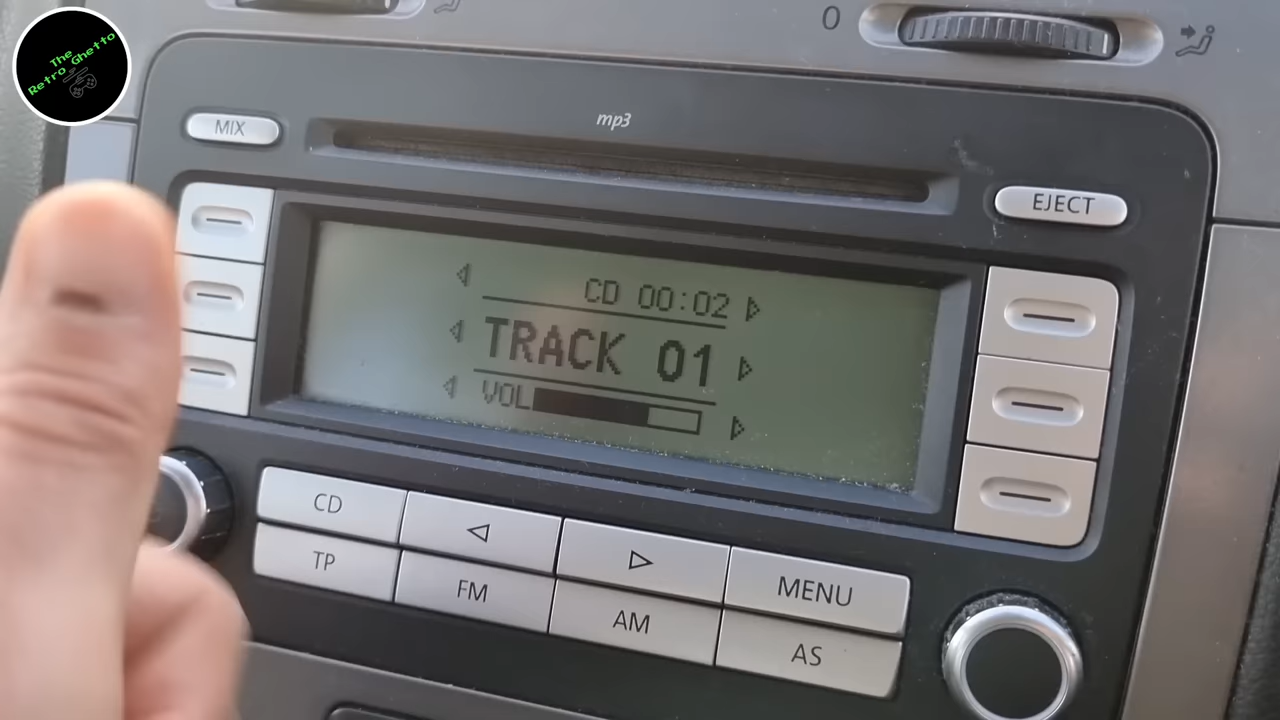 The
Retro Ghetto
0
mp3
MIX
EJECT
CD 00:02
TRACK 01
VOL
CD
MENU
TP
FM
AM
AS